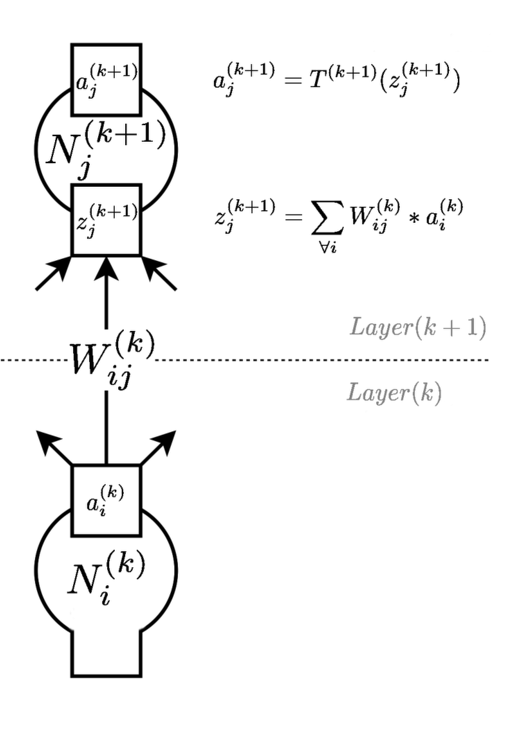 a_j^{(k+1)} a_j^{(k+1)} = T^{(k+1)}(z_j^{(k+1)})
N_j^{(k+1)}
z_j^{(k+1)} z_j^{(k+1)} = \sum_{\forall i} W_{ij}^{(k)} * a_i^{(k)}
Layer(k + 1)
W_{ij}^{(k)}
Layer(k)
a_i^{(k)}
N_i^{(k)}